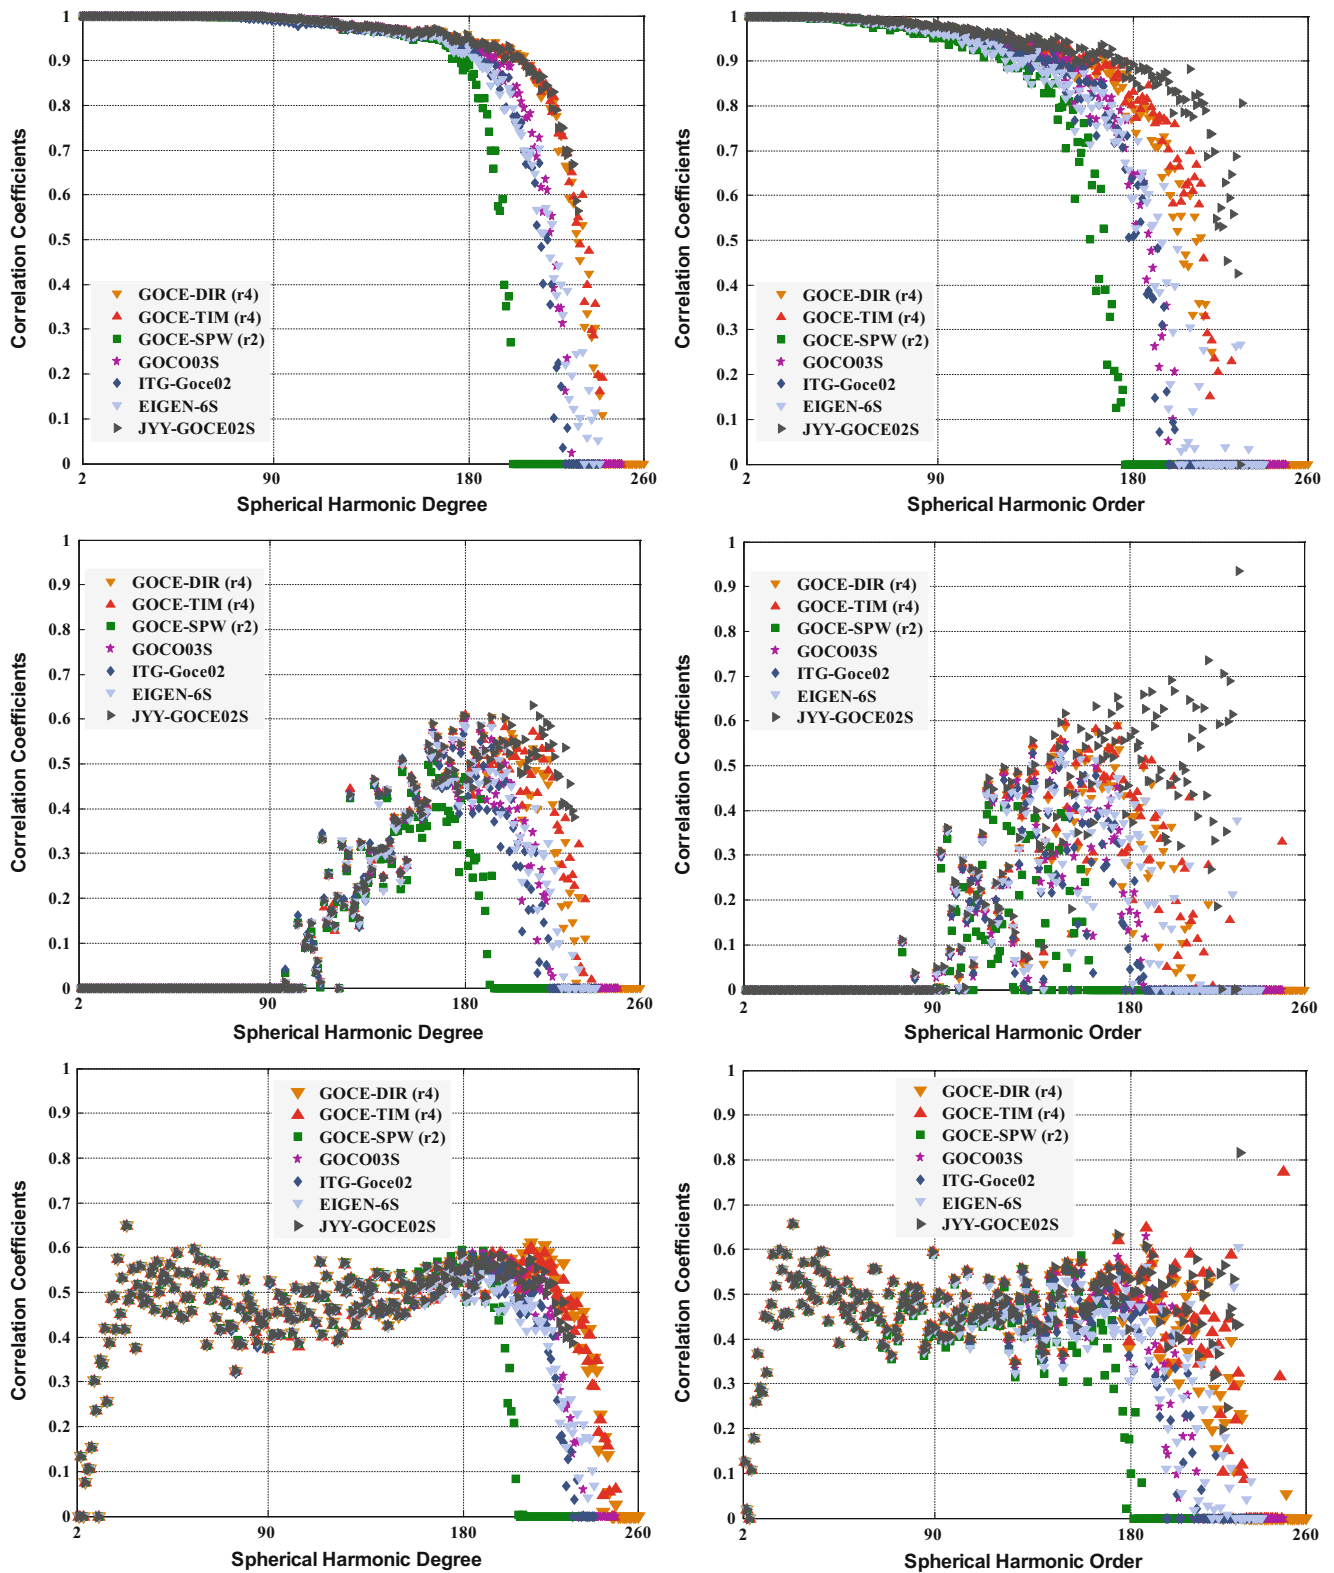 1
0.9
0.8
0.7
0.6
0.5
0.4
0.3
0.2
0.1
0
Correlation Coefficients
GOCE-DIR (r4)
GOCE-TIM (r4)
GOCE-SPW (r2)
GOCO03S
ITG-Goce02
EIGEN-6S
JYY-GOCE02S
2 90 180 260
Spherical Harmonic Degree
1
0.9
0.8
0.7
0.6
0.5
0.4
0.3
0.2
0.1
0
Correlation Coefficients
GOCE-DIR (r4)
GOCE-TIM (r4)
GOCE-SPW (r2)
GOCO03S
ITG-Goce02
EIGEN-6S
JYY-GOCE02S
2 90 180 260
Spherical Harmonic Order
1
0.9
0.8
0.7
0.6
0.5
0.4
0.3
0.2
0.1
0
Correlation Coefficients
GOCE-DIR (r4)
GOCE-TIM (r4)
GOCE-SPW (r2)
GOCO03S
ITG-Goce02
EIGEN-6S
JYY-GOCE02S
2 90 180 260
Spherical Harmonic Degree
1
0.9
0.8
0.7
0.6
0.5
0.4
0.3
0.2
0.1
0
Correlation Coefficients
GOCE-DIR (r4)
GOCE-TIM (r4)
GOCE-SPW (r2)
GOCO03S
ITG-Goce02
EIGEN-6S
JYY-GOCE02S
2 90 180 260
Spherical Harmonic Order
1
0.9
0.8
0.7
0.6
0.5
0.4
0.3
0.2
0.1
0
Correlation Coefficients
GOCE-DIR (r4)
GOCE-TIM (r4)
GOCE-SPW (r2)
GOCO03S
ITG-Goce02
EIGEN-6S
JYY-GOCE02S
2 90 180 260
Spherical Harmonic Degree
1
0.9
0.8
0.7
0.6
0.5
0.4
0.3
0.2
0.1
0
Correlation Coefficients
GOCE-DIR (r4)
GOCE-TIM (r4)
GOCE-SPW (r2)
GOCO03S
ITG-Goce02
EIGEN-6S
JYY-GOCE02S
2 90 180 260
Spherical Harmonic Order